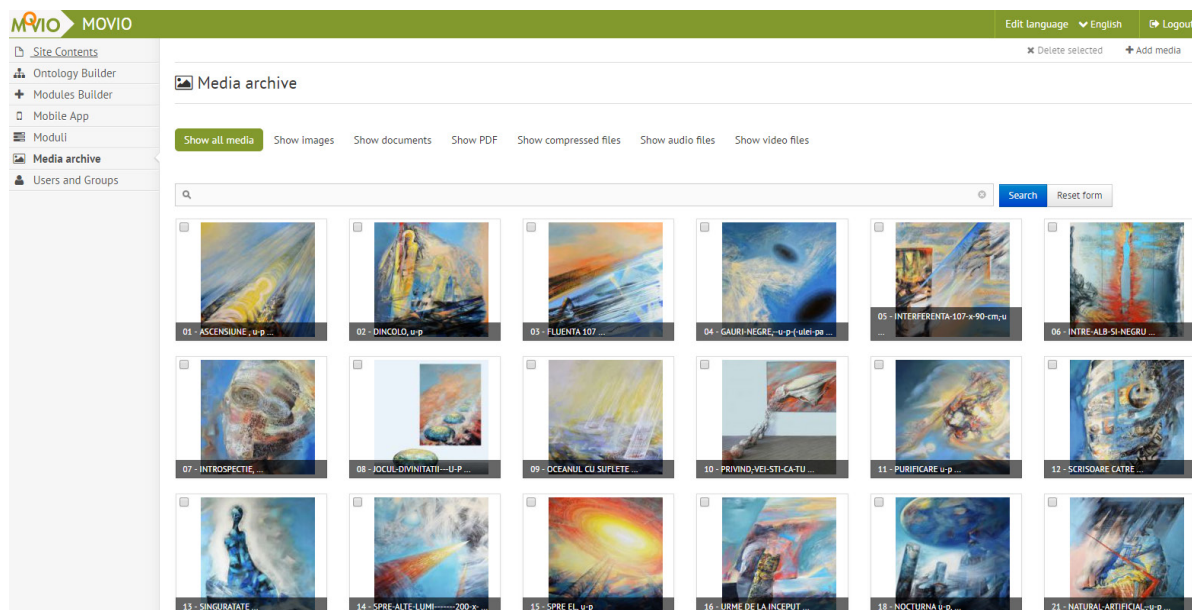 MOVIO MOVIO Edit language English Logout
Site Contents
Delete selected Add media
Ontology Builder
Media archive
Modules Builder
Mobile App
Moduli
Media archive
Users and Groups
Show all media Show images Show documents Show PDF Show compressed files Show audio files Show video files
Search Reset form
01 - ASCENSIUNE , u-p ...
02 - DINCOLO, u-p
03 - FLUENTA 107 ...
04 - GAURI-NEGRE,--u-p-(-ulei-pa ...
05 - INTERFERENTA-107-x-90-cm,-u
...
06 - INTRE-ALB-SI-NEGRU ...
07 - INTROSPECTIE, ...
08 - JOCUL-DIVINITATII---U-P ...
09 - OCEANUL CU SUFLETE ...
10 - PRIVIND,-VEI-STI-CA-TU ...
11 - PURIFICARE u-p ...
12 - SCRISOARE CATRE ...
13 - SINGURATATE ...
14 - SPRE-ALTE-LUMI-------200-x- ...
15 - SPRE EL, u-p
16 - URME DE LA INCEPUT ...
18 - NOCTURNA u-p, ...
21 - NATURAL-ARTIFICIAL,--u-p ...